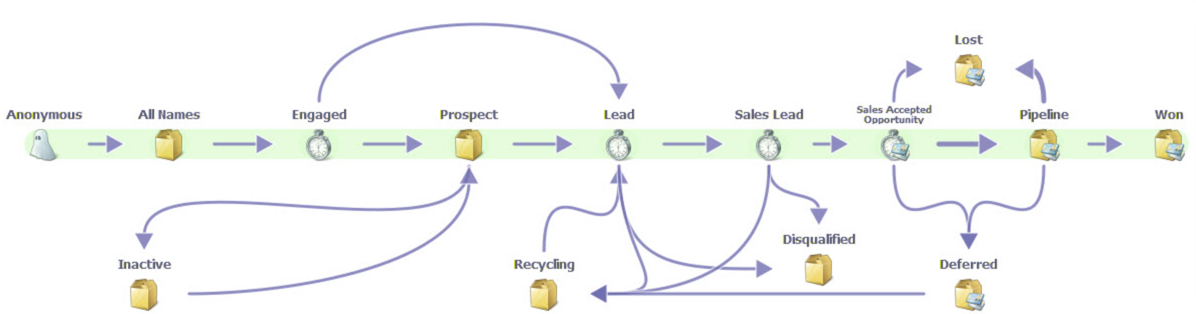 Lost
Anonymous
All Names
Engaged
Prospect
Lead
Sales Lead
Sales Accepted
Opportunity
Pipeline
Won
Inactive
Recycling
Disqualified
Deferred